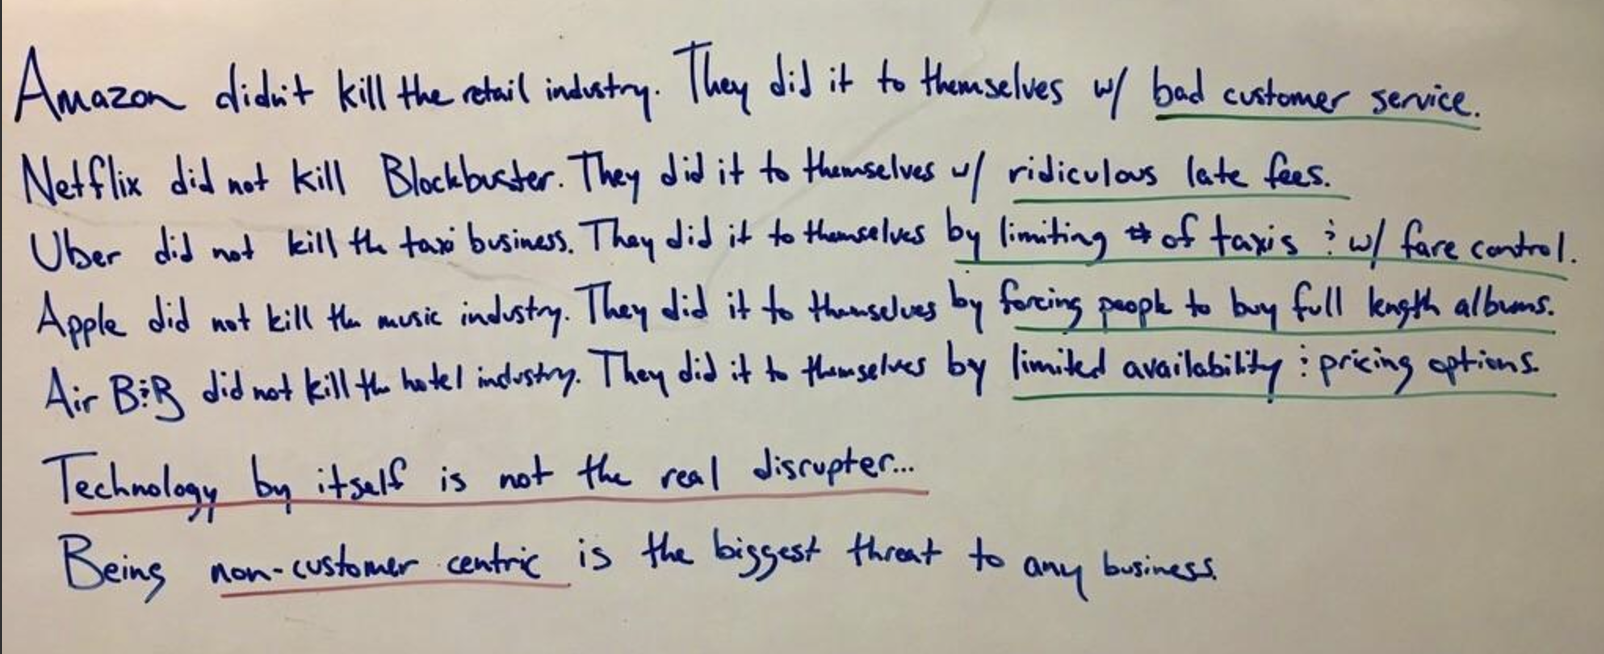 Amazon didn't kill the retail industry. They did it to themselves w/ bad customer service.
Netflix did not kill Blockbuster. They did it to themselves w/ ridiculous late fees.
Uber did not kill the taxi business. They did it to themselves by limiting # of taxis & w/ fare control.
Apple did not kill the music industry. They did it to themselves by forcing people to buy full length albums.
Air B&B did not kill the hotel industry. They did it to themselves by limited availability & pricing options.
Technology by itself is not the real disrupter...
Being non-customer centric is the biggest threat to any business.